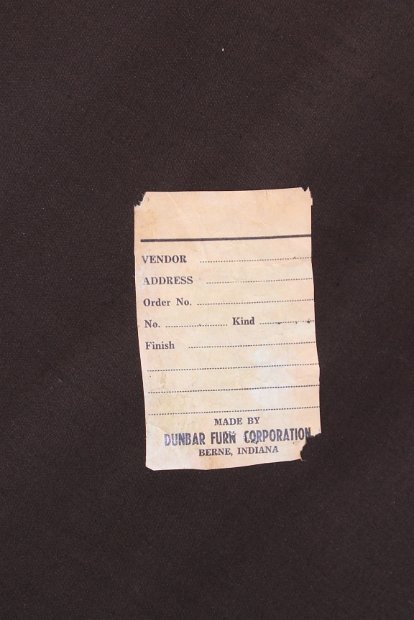 VENDOR
ADDRESS
Order No.
No. Kind
Finish
MADE BY
DUNBAR FURN CORPORATION
BERNE, INDIANA